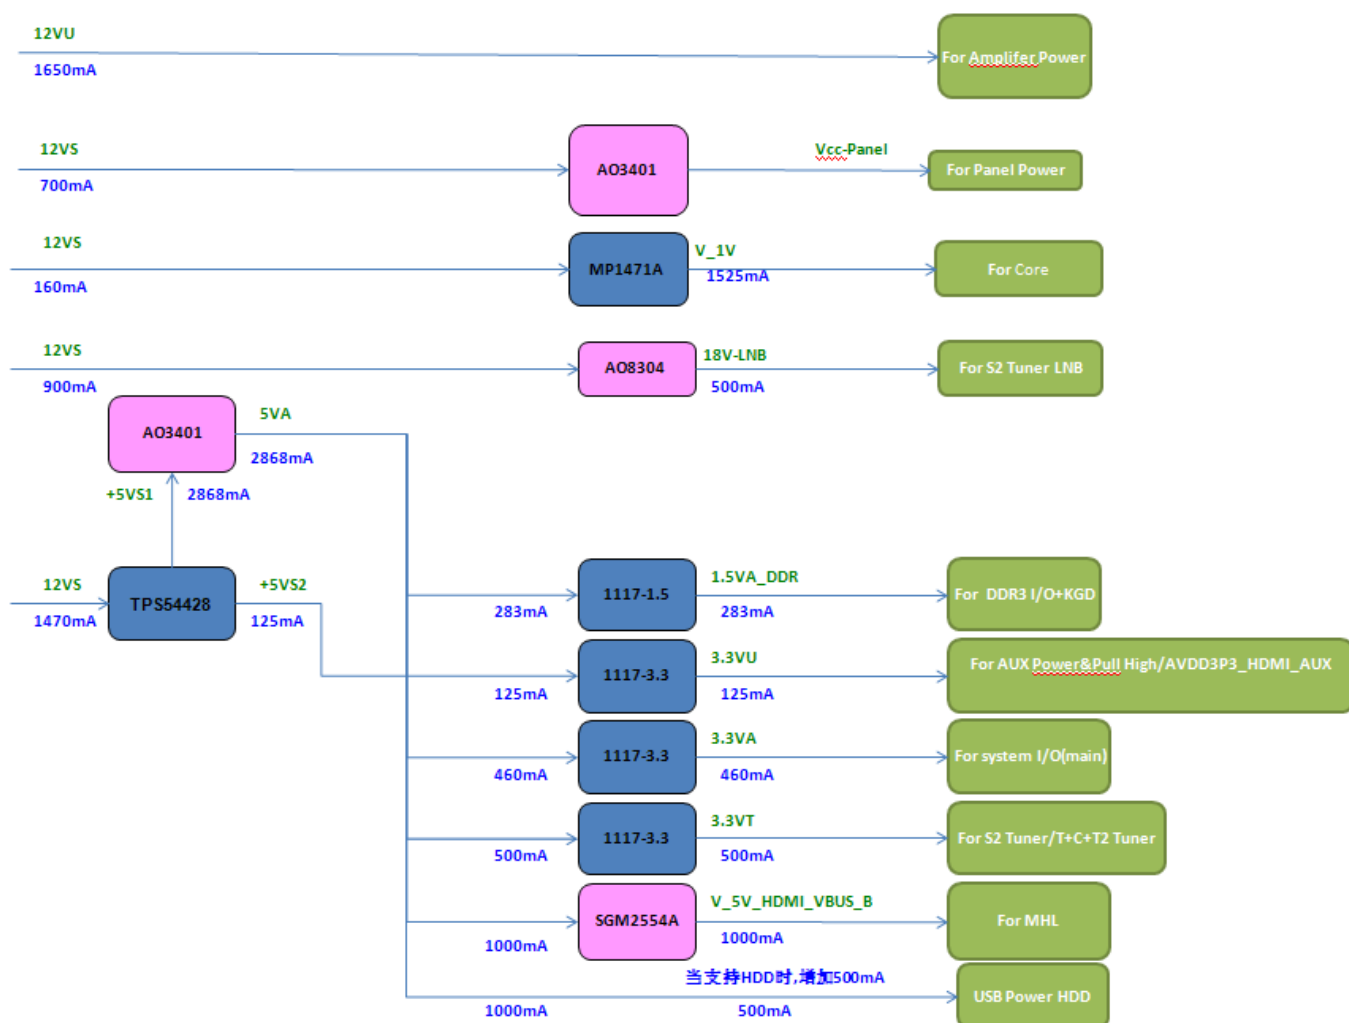 12VU
1650mA
For Amplifer Power
12VS
700mA
AO3401
Vcc-Panel
For Panel Power
12VS
160mA
MP1471A
V_1V
1525mA
For Core
12VS
900mA
AO8304
18V-LNB
500mA
For S2 Tuner LNB
AO3401
5VA
2868mA
+5VS1
2868mA
12VS
1470mA
TPS54428
+5VS2
125mA
283mA
1117-1.5
1.5VA_DDR
283mA
For DDR3 I/O+KGD
125mA
1117-3.3
3.3VU
125mA
For AUX Power&Pull High/AVDD3P3_HDMI_AUX
460mA
1117-3.3
3.3VA
460mA
For system I/O(main)
500mA
1117-3.3
3.3VT
500mA
For S2 Tuner/T+C+T2 Tuner
1000mA
SGM2554A
V_5V_HDMI_VBUS_B
1000mA
For MHL
当支持HDD时,增加500mA
1000mA
500mA
USB Power HDD